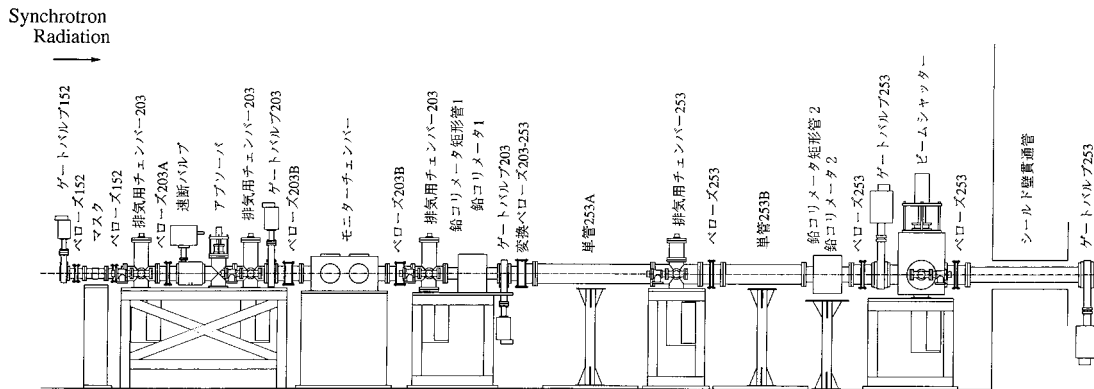 Synchrotron
Radiation
ゲートバルブ152
ベローズ152
マスク
ベローズ152
排気用チェンバー203
ベローズ203A
速断バルブ
アブソーバ
排気用チェンバー203
ゲートバルブ203
ベローズ203B
モニターチェンバー
ベローズ203B
排気用チェンバー203
鉛コリメータ矩形管1
鉛コリメータ1
ゲートバルブ203
変換ベローズ203-253
単管253A
排気用チェンバー253
ベローズ253
単管253B
鉛コリメータ矩形管 2
鉛コリメータ 2
ベローズ253
ゲートバルブ253
ビームシャッター
ベローズ253
シールド壁貫通管
ゲートバルブ253